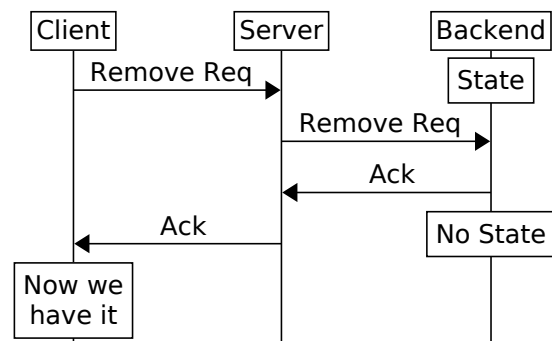 Client Server Backend
State
Remove Req
Remove Req
Ack
Ack
No State
Now we
have it